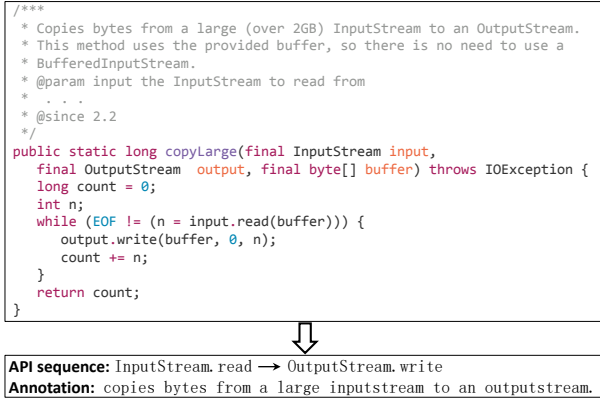 /***
 * Copies bytes from a large (over 2GB) InputStream to an OutputStream.
 * This method uses the provided buffer, so there is no need to use a
 * BufferedInputStream.
 * @param input the InputStream to read from
 *  . . .
 * @since 2.2
 */
public static long copyLarge(final InputStream input,
   final OutputStream  output, final byte[] buffer) throws IOException {
   long count = 0;
   int n;
   while (EOF != (n = input.read(buffer))) {
      output.write(buffer, 0, n);
      count += n;
   }
   return count;
}
API sequence: InputStream.read → OutputStream.write
Annotation: copies bytes from a large inputstream to an outputstream.